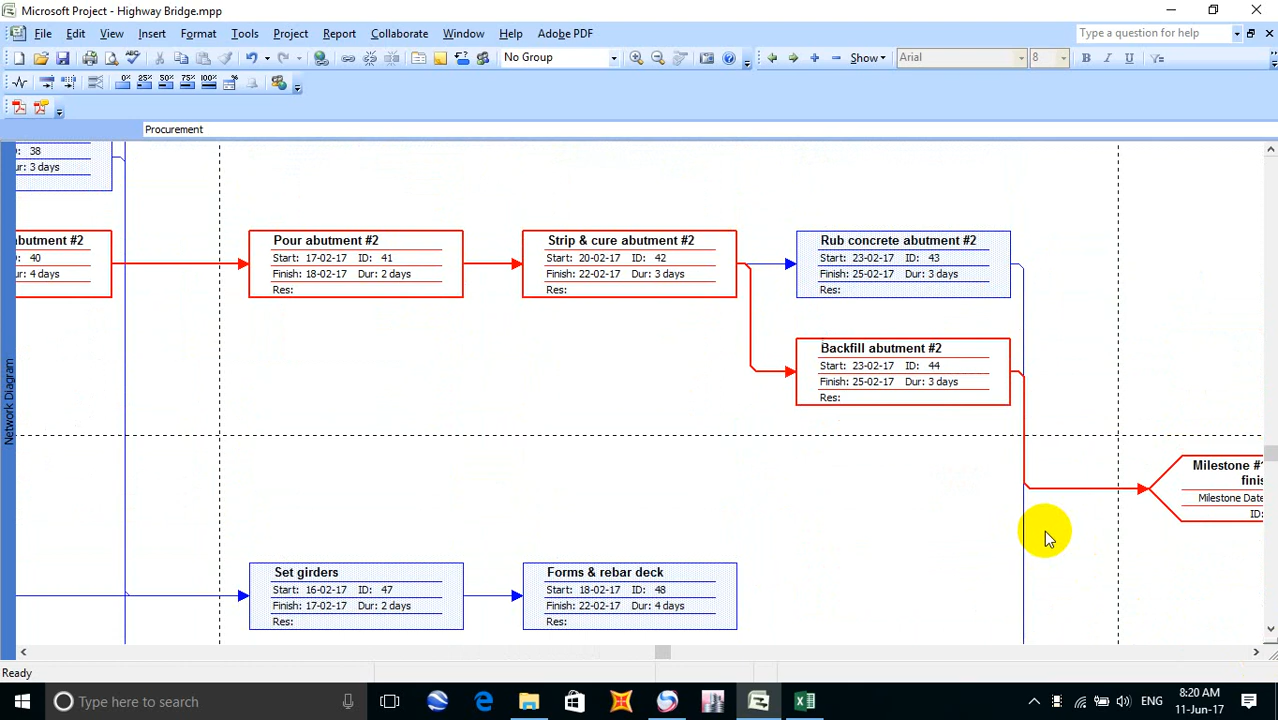 Microsoft Project - Highway Bridge.mpp
File Edit View Insert Format Tools Project Report Collaborate Window Help Adobe PDF
Type a question for help
No Group
Show
Arial
8
B I U
0% 25% 50% 75% 100%
Procurement
38
Dur: 3 days
abutment #2
40
Dur: 4 days
Pour abutment #2
Start: 17-02-17 ID: 41
Finish: 18-02-17 Dur: 2 days
Res:
Strip & cure abutment #2
Start: 20-02-17 ID: 42
Finish: 22-02-17 Dur: 3 days
Res:
Rub concrete abutment #2
Start: 23-02-17 ID: 43
Finish: 25-02-17 Dur: 3 days
Res:
Backfill abutment #2
Start: 23-02-17 ID: 44
Finish: 25-02-17 Dur: 3 days
Res:
Milestone #
finis
Milestone Date
ID:
Set girders
Start: 16-02-17 ID: 47
Finish: 17-02-17 Dur: 2 days
Res:
Forms & rebar deck
Start: 18-02-17 ID: 48
Finish: 22-02-17 Dur: 4 days
Res:
Network Diagram
Ready
Type here to search
ENG
8:20 AM
11-Jun-17